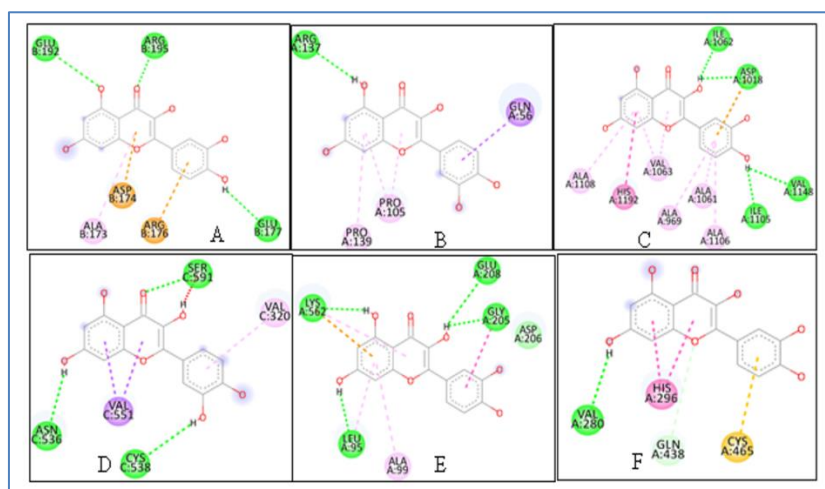 GLU
B:192
ARG
B:195
O
O
O
O
O
O
O
H
ASP
B:174
ARG
B:176
ALA
B:173
GLU
B:177
A
ARG
A:137
H
O
O
O
O
O
O
O
GLN
A:56
PRO
A:105
PRO
A:139
B
ILE
A:1062
ASP
A:1018
H
O
O
O
O
O
O
O
H
VAL
A:1063
ALA
A:1108
HIS
A:1192
ALA
A:969
ALA
A:1061
ALA
A:1106
ILE
A:1105
VAL
A:1148
C
SER
C:591
VAL
C:320
O
O
H
O
O
O
O
O
H
H
VAL
C:551
ASN
C:536
CYS
C:538
D
GLU
A:208
LYS
A:562
GLY
A:205
ASP
A:206
H
O
O
H
O
O
O
O
O
H
LEU
A:95
ALA
A:99
E
O
O
O
O
O
O
O
H
HIS
A:296
VAL
A:280
GLN
A:438
CYS
A:465
F